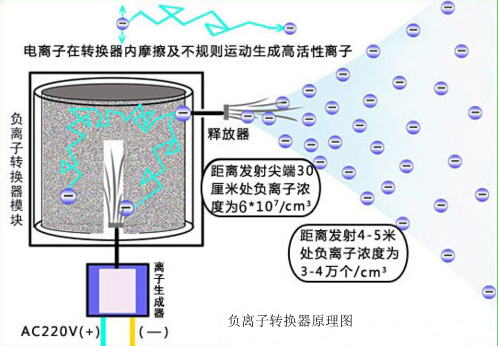 电离子在转换器内摩擦及不规则运动生成高活性离子
负离子转换器模块
释放器
距离发射尖端30
厘米处负离子浓
度为6*10⁷/cm³
距离发射4-5米
处负离子浓度为
3-4万个/cm³
离子生成器
AC220V(+)
(—)
负离子转换器原理图